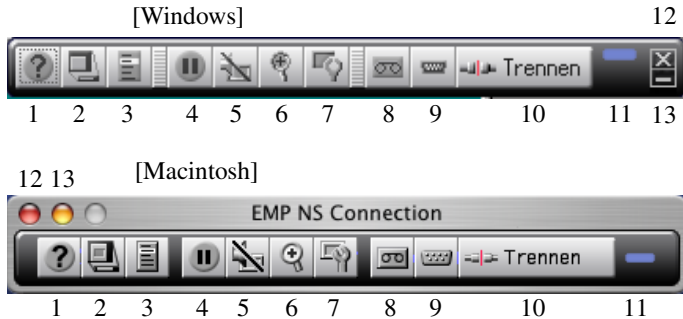 [Windows] 12
? Trennen
1 2 3 4 5 6 7 8 9 10 11 13
12 13 [Macintosh]
EMP NS Connection
? Trennen
1 2 3 4 5 6 7 8 9 10 11